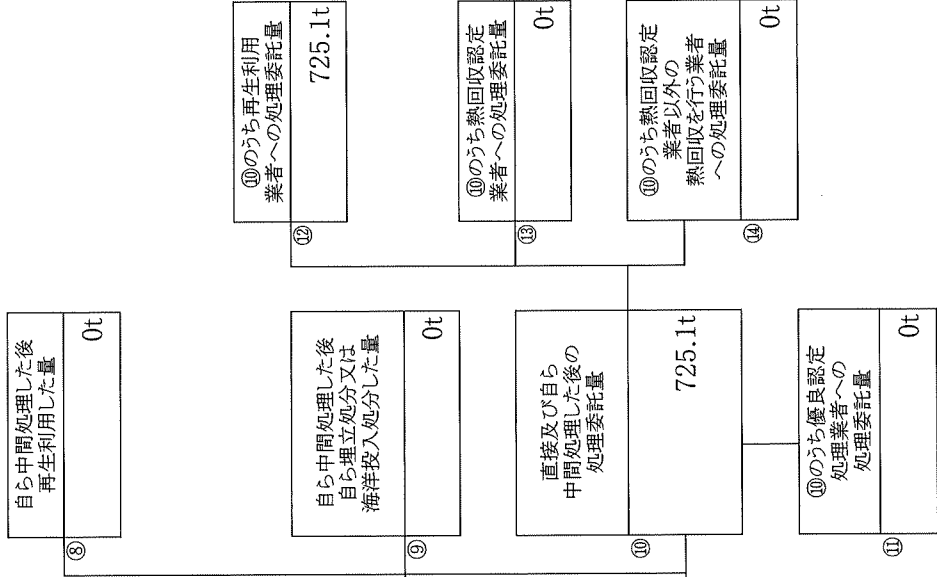 ⑧
自ら中間処理した後
再生利用した量
0t
⑨
自ら中間処理した後
自ら埋立処分又は
海洋投入処分した量
0t
⑩
直接及び自ら
中間処理した後の
処理委託量
725.1t
⑪
⑩のうち優良認定
処理業者への
処理委託量
0t
⑫
⑩のうち再生利用
業者への処理委託量
725.1t
⑬
⑩のうち熱回収認定
業者への処理委託量
0t
⑭
⑩のうち熱回収認定
業者以外の
熱回収を行う業者
への処理委託量
0t